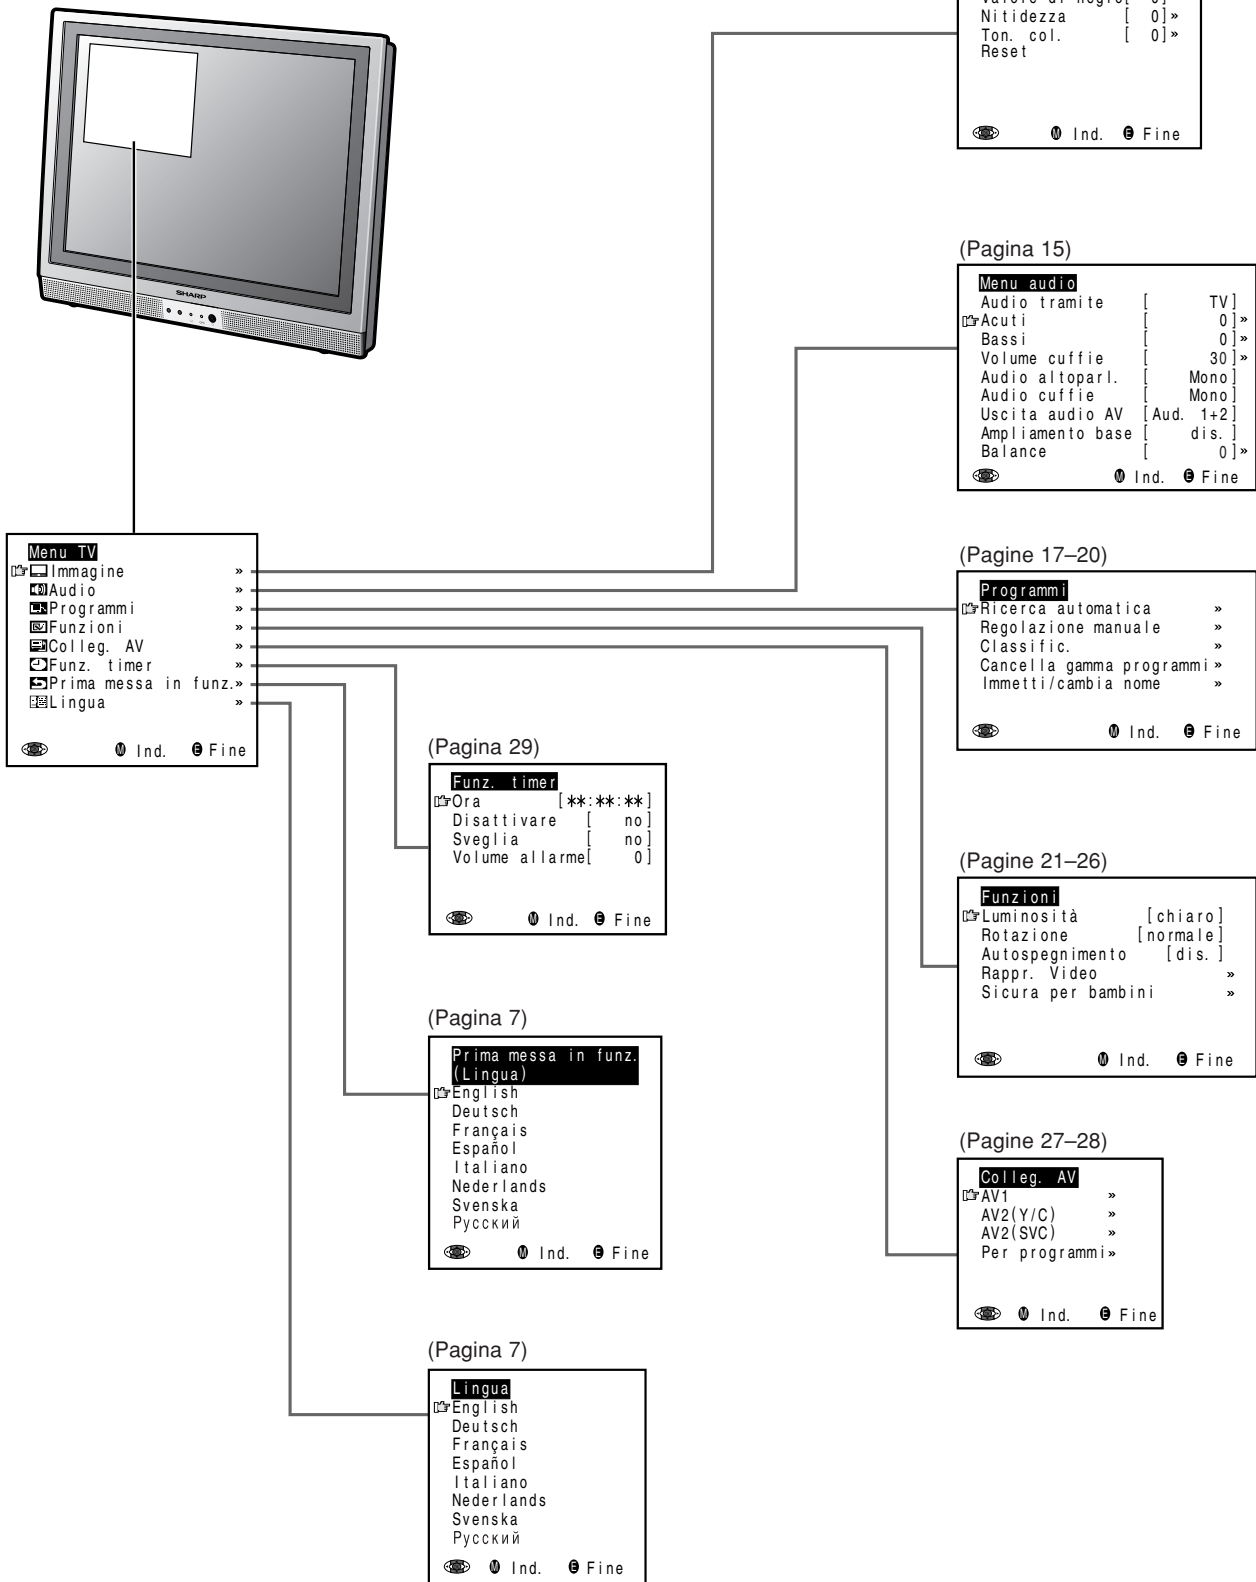 Valore di negro[ 0]»
Nitidezza [ 0]»
Ton. col. [ 0]»
Reset
M Ind. E Fine
SHARP
(Pagina 15)
Menu audio
Audio tramite [ TV]
Acuti [ 0]»
Bassi [ 0]»
Volume cuffie [ 30]»
Audio altoparl. [ Mono]
Audio cuffie [ Mono]
Uscita audio AV [Aud. 1+2]
Ampliamento base [ dis. ]
Balance [ 0]»
M Ind. E Fine
Menu TV
Immagine »
Audio »
Programmi »
Funzioni »
Colleg. AV »
Funz. timer »
Prima messa in funz.»
Lingua »
M Ind. E Fine
(Pagine 17–20)
Programmi
Ricerca automatica »
Regolazione manuale »
Classific. »
Cancella gamma programmi »
Immetti/cambia nome »
M Ind. E Fine
(Pagina 29)
Funz. timer
Ora [**:**:**]
Disattivare [ no]
Sveglia [ no]
Volume allarme[ 0]
M Ind. E Fine
(Pagine 21–26)
Funzioni
Luminosità [chiaro]
Rotazione [normale]
Autospegnimento [dis. ]
Rappr. Video »
Sicura per bambini »
M Ind. E Fine
(Pagina 7)
Prima messa in funz.
(Lingua)
English
Deutsch
Français
Español
Italiano
Nederlands
Svenska
Русский
M Ind. E Fine
(Pagine 27–28)
Colleg. AV
AV1 »
AV2(Y/C) »
AV2(SVC) »
Per programmi»
M Ind. E Fine
(Pagina 7)
Lingua
English
Deutsch
Français
Español
Italiano
Nederlands
Svenska
Русский
M Ind. E Fine